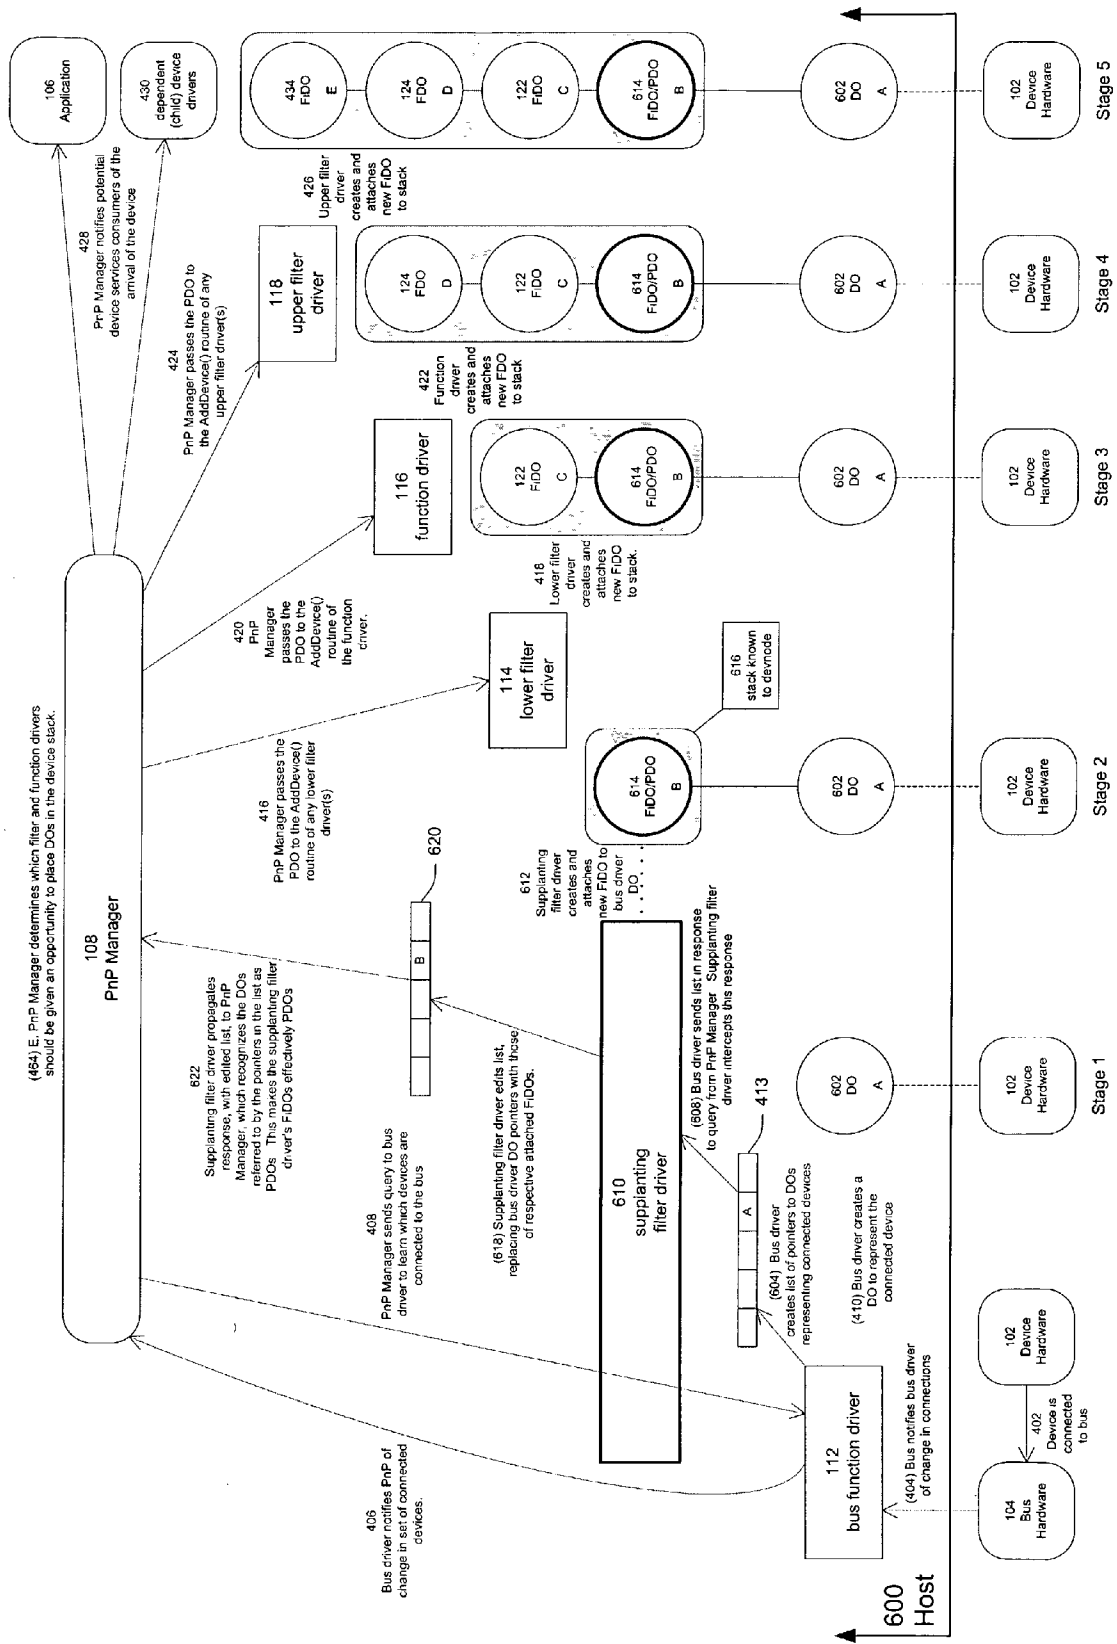 (464) E. PnP Manager determines which filter and function drivers
should be given an opportunity to place DOs in the device stack.
108
PnP Manager
106
Application
430
dependent
(child) device
drivers
428
PnP Manager notifies potential
device services consumers of the
arrival of the device
424
PnP Manager passes the PDO to
the AddDevice() routine of any
upper filter driver(s)
420 PnP
Manager
passes the
PDO to the
AddDevice()
routine of
the function
driver.
416
PnP Manager passes the
PDO to the AddDevice()
routine of any lower filter
driver(s)
622
Supplanting filter driver propagates
response, with edited list, to PnP
Manager, which recognizes the DOs
referred to by the pointers in the list as
PDOs This makes the supplanting filter
driver's FiDOs effectively PDOs
620
B
408
PnP Manager sends query to bus
driver to learn which devices are
connected to the bus
406
Bus driver notifies PnP of
change in set of connected
devices.
(618) Supplanting filter driver edits list,
replacing bus driver DO pointers with those
of respective attached FiDOs.
118
upper filter
driver
116
function driver
114
lower filter
driver
426
Upper filter
driver
creates and
attaches
new FiDO
to stack
422
Function
driver
creates and
attaches
new FDO
to stack
418
Lower filter
driver
creates and
attaches
new FiDO
to stack.
612
Supplanting
filter driver
creates and
attaches
new FiDO to
bus driver
DO
616
stack known
to devnode
610
supplanting
filter driver
(608) Bus driver sends list in response
to query from PnP Manager Supplanting filter
driver intercepts this response
413
A
(604) Bus driver
creates list of pointers to DOs
representing connected devices
(410) Bus driver creates a
DO to represent the
connected device
112
bus function driver
(404) Bus notifies bus driver
of change in connections
600
Host
104
Bus
Hardware
402
Device is
connected
to bus
102
Device
Hardware
602
DO
A
102
Device
Hardware
Stage 1
614
FiDO/PDO
B
602
DO
A
102
Device
Hardware
Stage 2
122
FiDO
C
614
FiDO/PDO
B
602
DO
A
102
Device
Hardware
Stage 3
124
FDO
D
122
FiDO
C
614
FiDO/PDO
B
602
DO
A
102
Device
Hardware
Stage 4
434
FiDO
E
124
FDO
D
122
FiDO
C
614
FiDO/PDO
B
602
DO
A
102
Device
Hardware
Stage 5